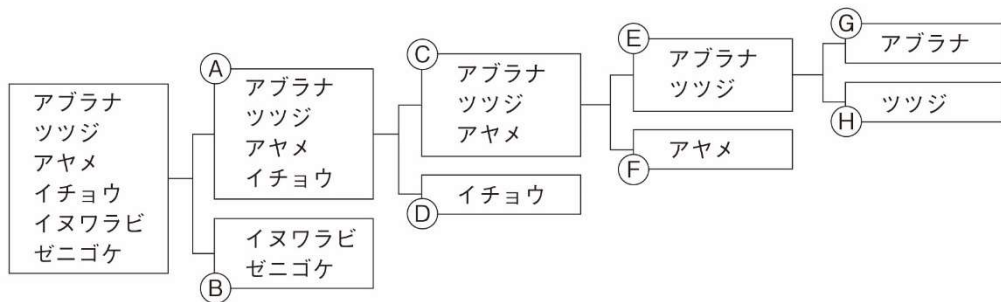 アブラナ
ツツジ
アヤメ
イチョウ
イヌワラビ
ゼニゴケ
A
アブラナ
ツツジ
アヤメ
イチョウ
イヌワラビ
ゼニゴケ
B
C
アブラナ
ツツジ
アヤメ
イチョウ
D
E
アブラナ
ツツジ
アヤメ
F
G
アブラナ
ツツジ
H